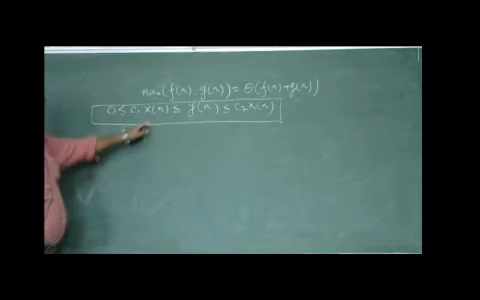 max(f(n), g(n)) = Θ(f(n)+g(n))
0 ≤ c₁ x(n) ≤ y(n) ≤ c₂ x(n)